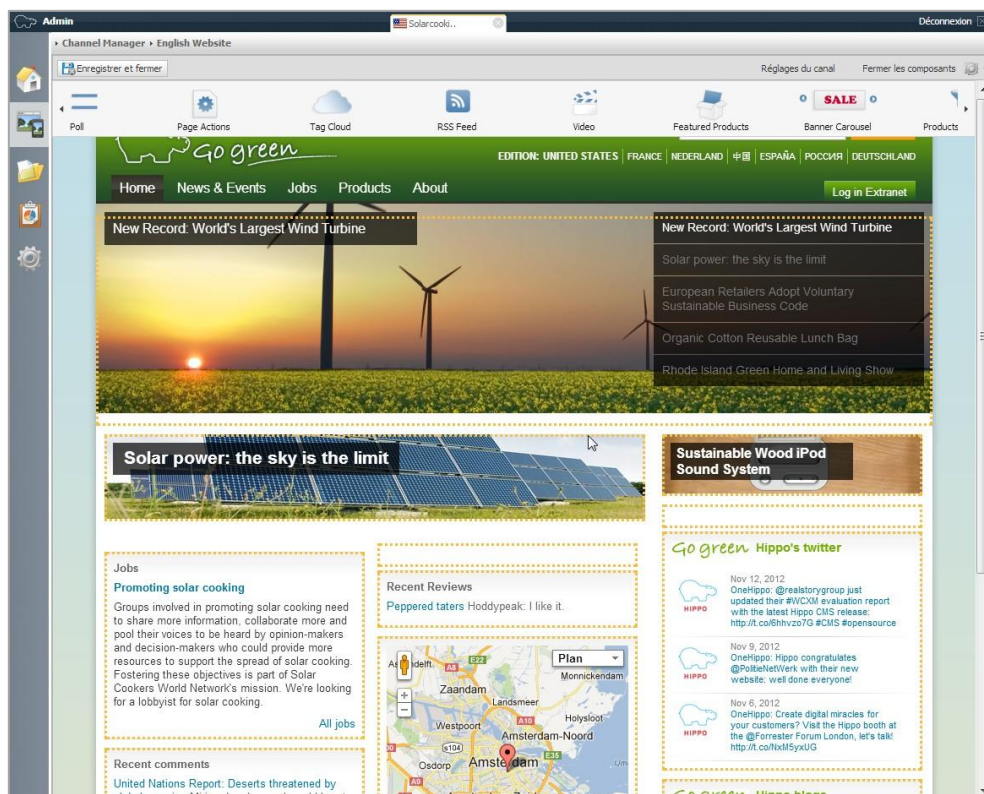 Admin
Solarcooki..
Déconnexion
Channel Manager
English Website
Enregistrer et fermer
Réglages du canal
Fermer les composants
Poll
Page Actions
Tag Cloud
RSS Feed
Video
Featured Products
SALE
Banner Carousel
Products
Go green
EDITION: UNITED STATES | FRANCE | NEDERLAND | 中国 | ESPAÑA | РОССИЯ | DEUTSCHLAND
Home News & Events Jobs Products About
Log in Extranet
New Record: World's Largest Wind Turbine
New Record: World's Largest Wind Turbine
Solar power: the sky is the limit
European Retailers Adopt Voluntary
Sustainable Business Code
Organic Cotton Reusable Lunch Bag
Rhode Island Green Home and Living Show
Solar power: the sky is the limit
Sustainable Wood iPod
Sound System
Jobs
Promoting solar cooking
Groups involved in promoting solar cooking need
to share more information, collaborate more and
pool their voices to be heard by opinion-makers
and decision-makers who could provide more
resources to support the spread of solar cooking.
Fostering these objectives is part of Solar
Cookers World Network's mission. We're looking
for a lobbyist for solar cooking.
All jobs
Recent comments
United Nations Report: Deserts threatened by
Recent Reviews
Peppered taters Hoddypeak: I like it.
Plan
A8
E22
Monnickendam
Zaandam
Landsmeer
Westpoort
A10
Holysloot
Amsterdam-Noord
s104
E35
Osdorp
Amsterdam
A9
Go green Hippo's twitter
HIPPO
Nov 12, 2012
OneHippo: @realstorygroup just
updated their #WCXM evaluation report
with the latest Hippo CMS release:
http://t.co/6hhvzo7G #CMS #opensource
HIPPO
Nov 9, 2012
OneHippo: Hippo congratulates
@PolitieNetWerk with their new
website: well done everyone!
HIPPO
Nov 6, 2012
OneHippo: Create digital miracles for
your customers? Visit the Hippo booth at
the @Forrester Forum London, let's talk!
http://t.co/NxM5yxUG
Go green Hippo blogs